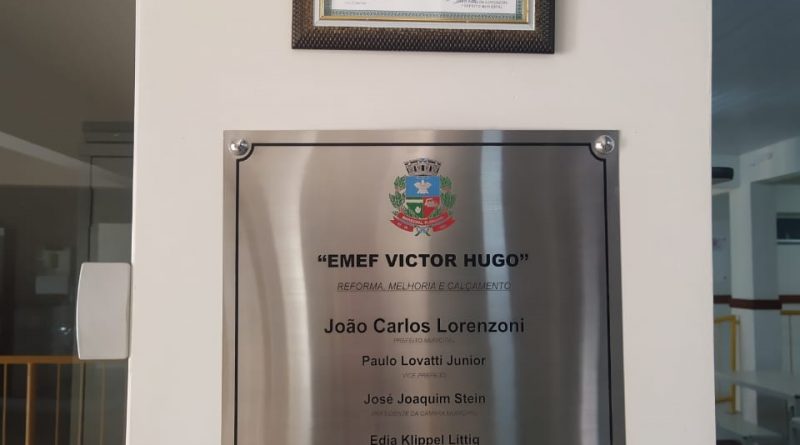 “EMEF VICTOR HUGO”
REFORMA, MELHORIA E CALÇAMENTO
João Carlos Lorenzoni
PREFEITO MUNICIPAL
Paulo Lovatti Junior
VICE PREFEITO
José Joaquim Stein
PRESIDENTE DA CÂMARA MUNICIPAL
Edia Klippel Littig